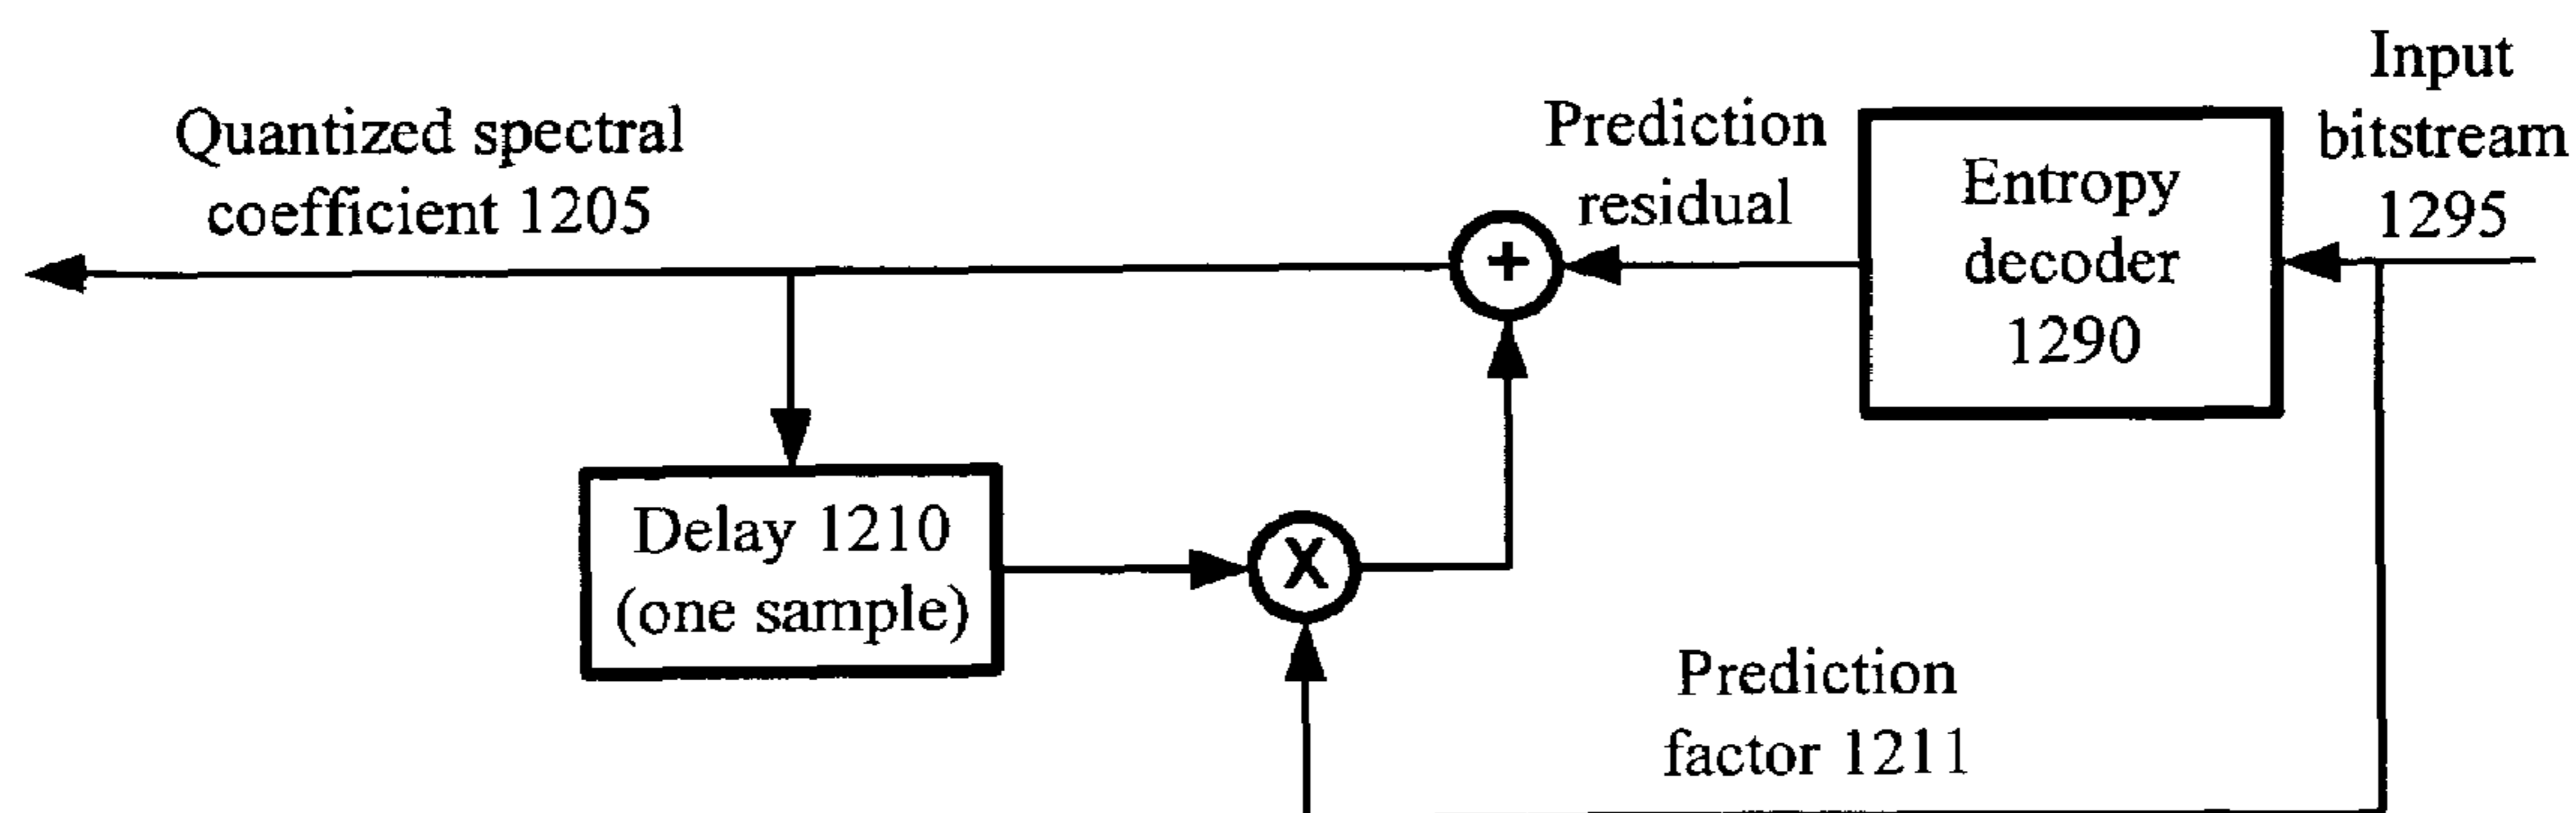 Quantized spectral
coefficient 1205
Prediction
residual
Entropy
decoder
1290
Input
bitstream
1295
+
Delay 1210
(one sample)
X
Prediction
factor 1211